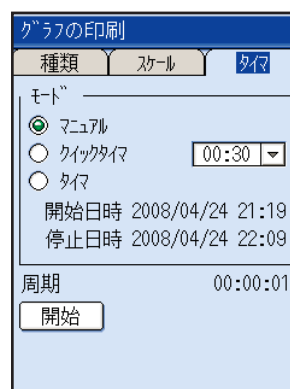 グラフの印刷
種類 スケール タイマ
モード
マニュアル
クイックタイマ 00:30
タイマ
開始日時 2008/04/24 21:19
停止日時 2008/04/24 22:09
周期 00:00:01
開始